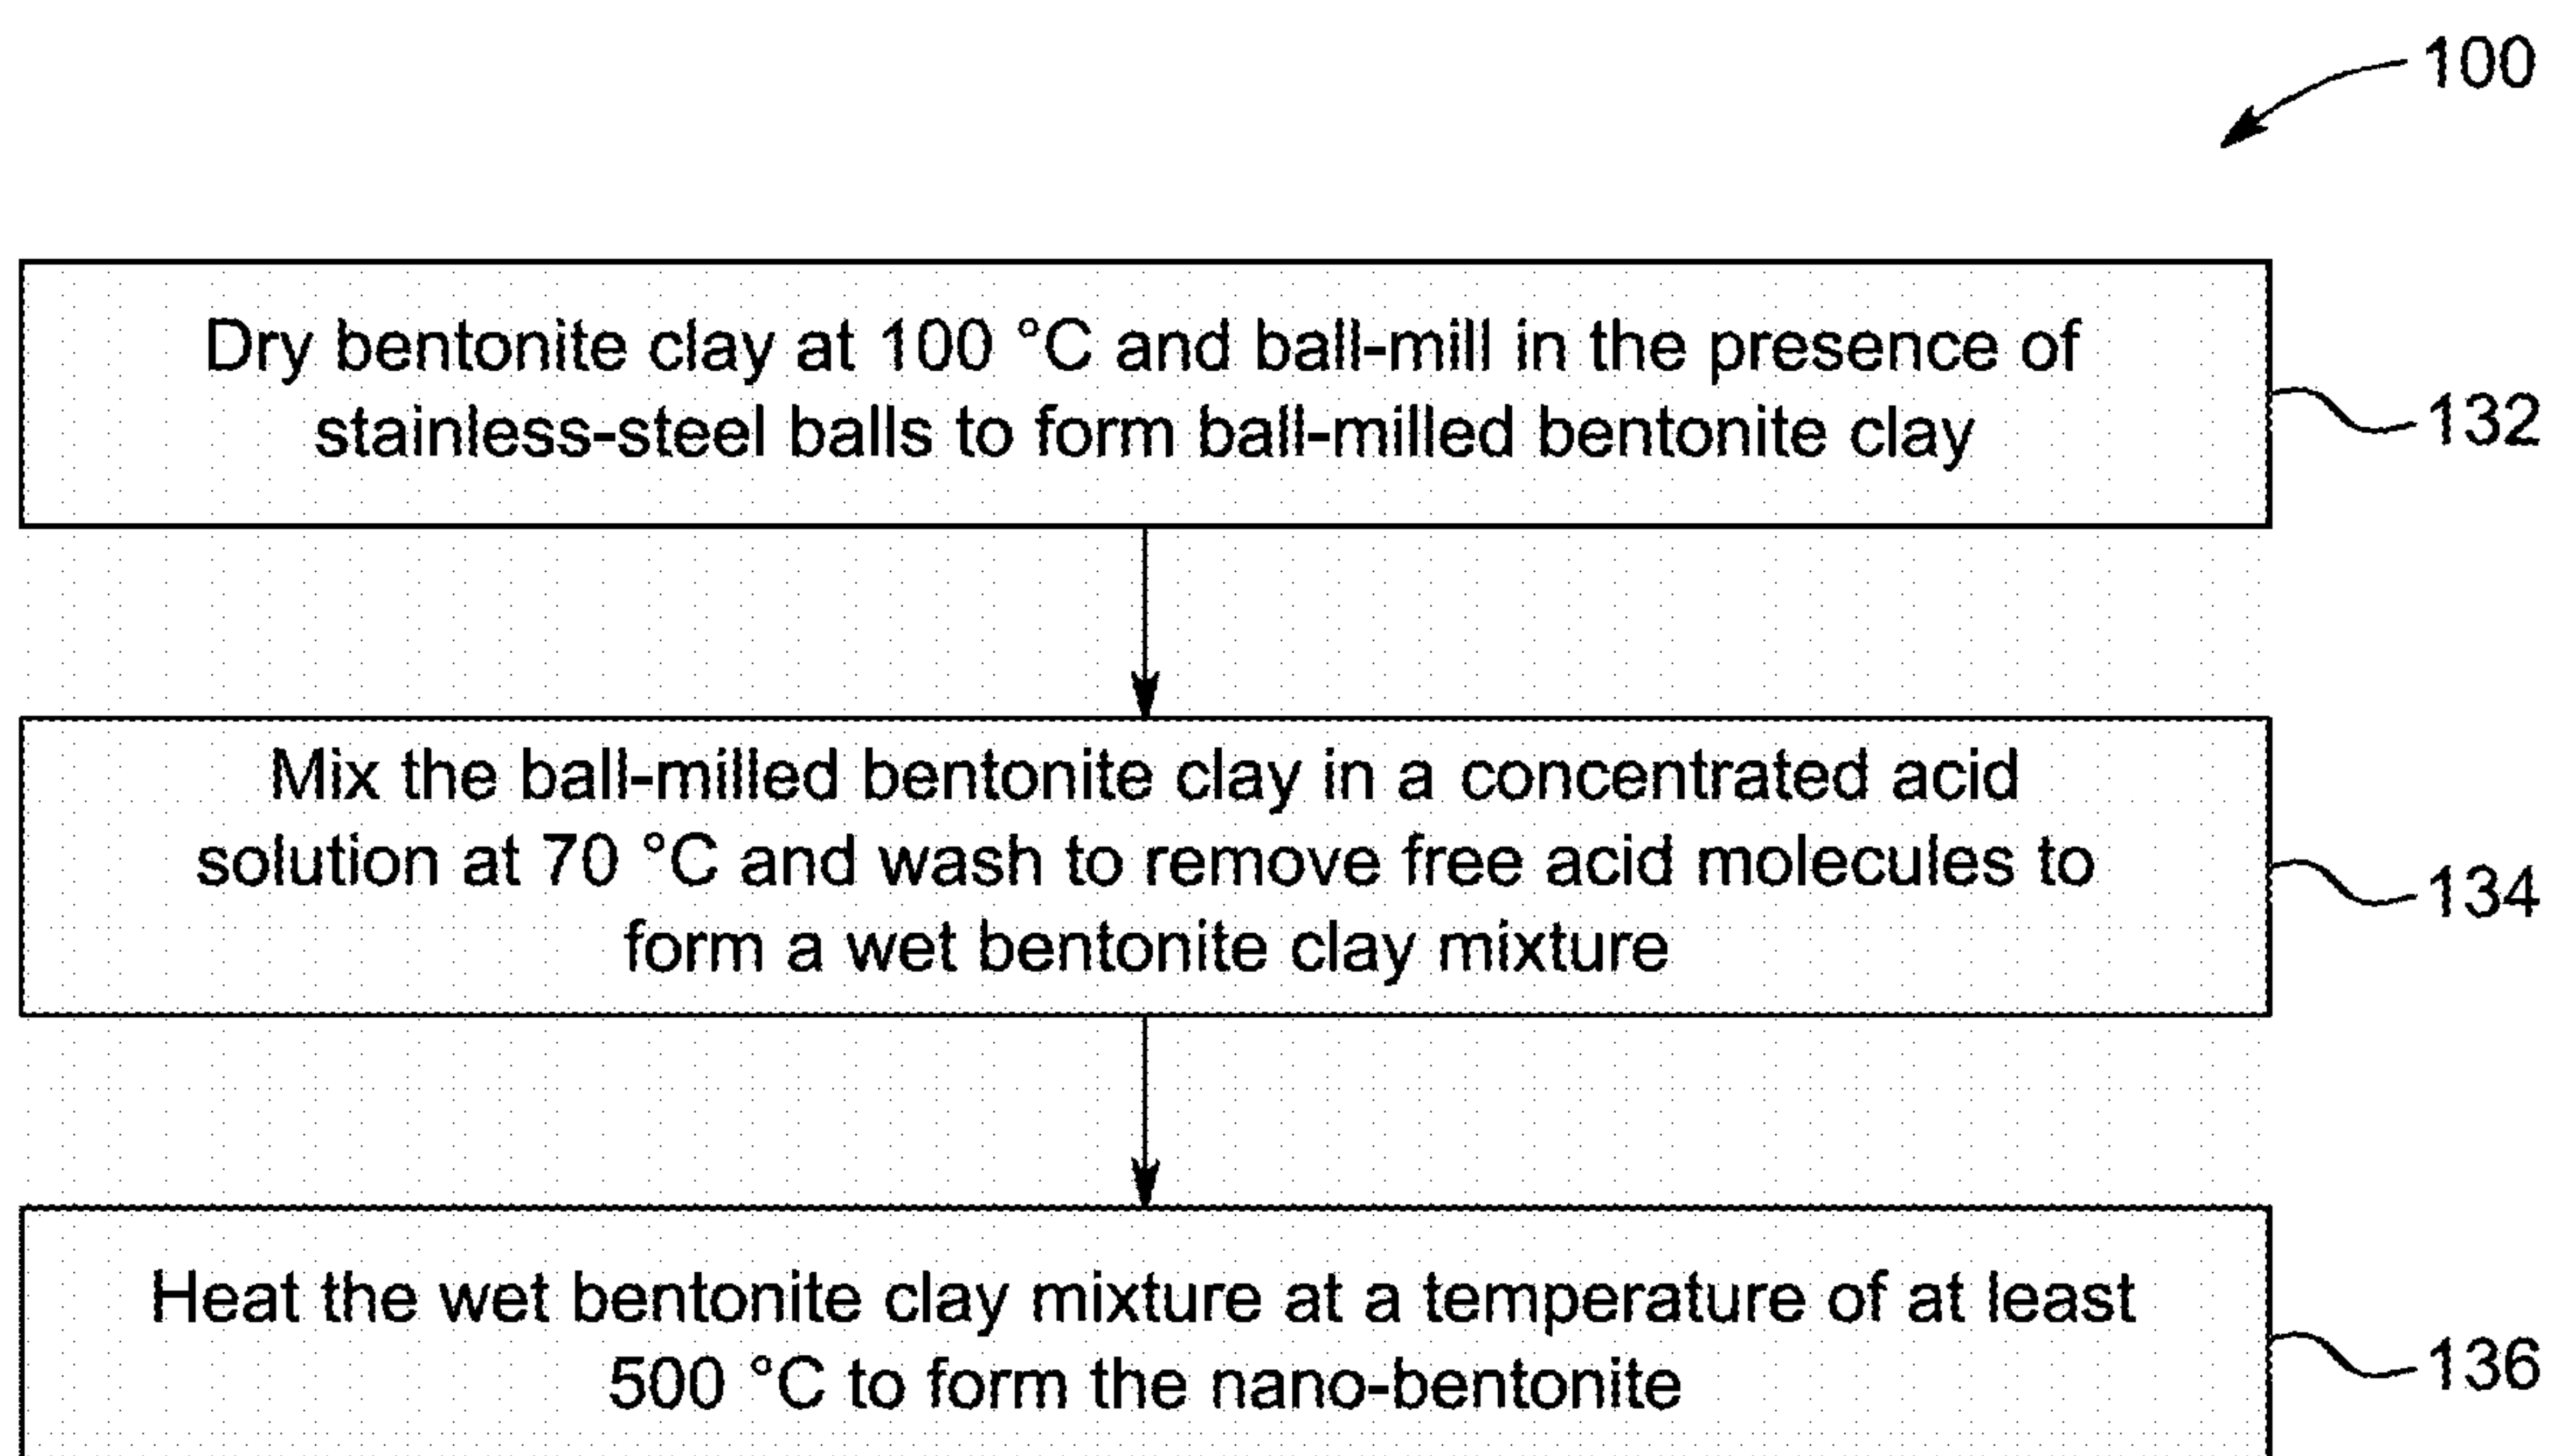 100
Dry bentonite clay at 100 °C and ball-mill in the presence of
stainless-steel balls to form ball-milled bentonite clay
132
Mix the ball-milled bentonite clay in a concentrated acid
solution at 70 °C and wash to remove free acid molecules to
form a wet bentonite clay mixture
134
Heat the wet bentonite clay mixture at a temperature of at least
500 °C to form the nano-bentonite
136